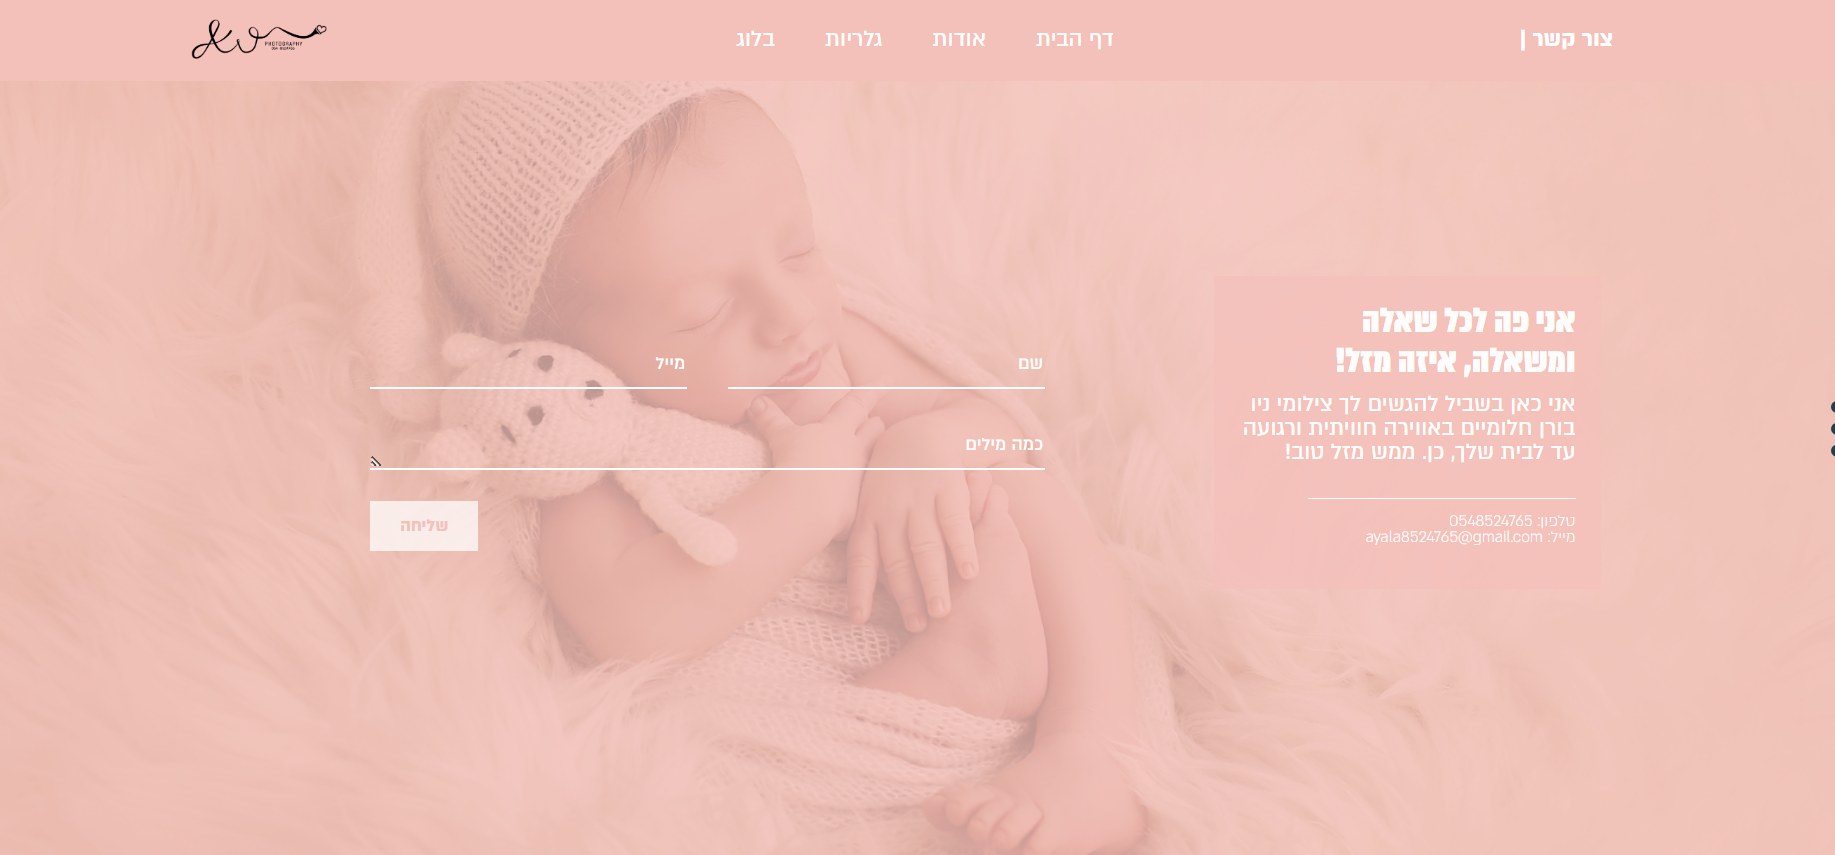 צור קשר |
דף הבית
אודות
גלריות
בלוג
PHOTOGRAPHY
אני פה לכל שאלה
ומשאלה, איזה מזל!
אני כאן בשביל להגשים לך צילומי ניו
בורן חלומיים באווירה חוויתית ורגועה
עד לבית שלך, כן. ממש מזל טוב!
טלפון: 0548524765
מייל: ayala8524765@gmail.com
שם
מייל
כמה מילים
שליחה